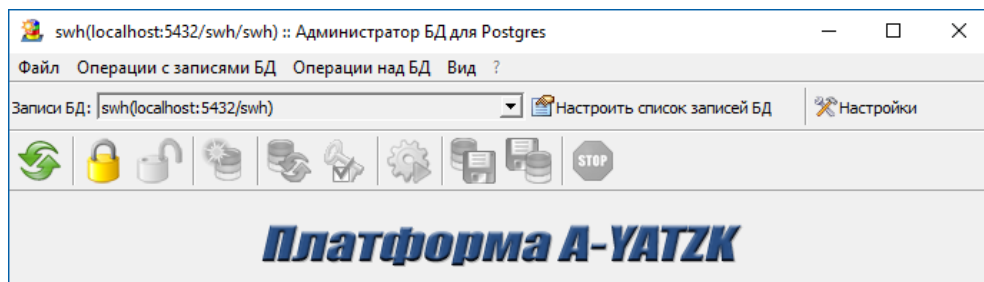 swh(localhost:5432/swh/swh) :: Администратор БД для Postgres
Файл Операции с записями БД Операции над БД Вид ?
Записи БД: swh(localhost:5432/swh) Настроить список записей БД Настройки
STOP
Платформа A-YATZK